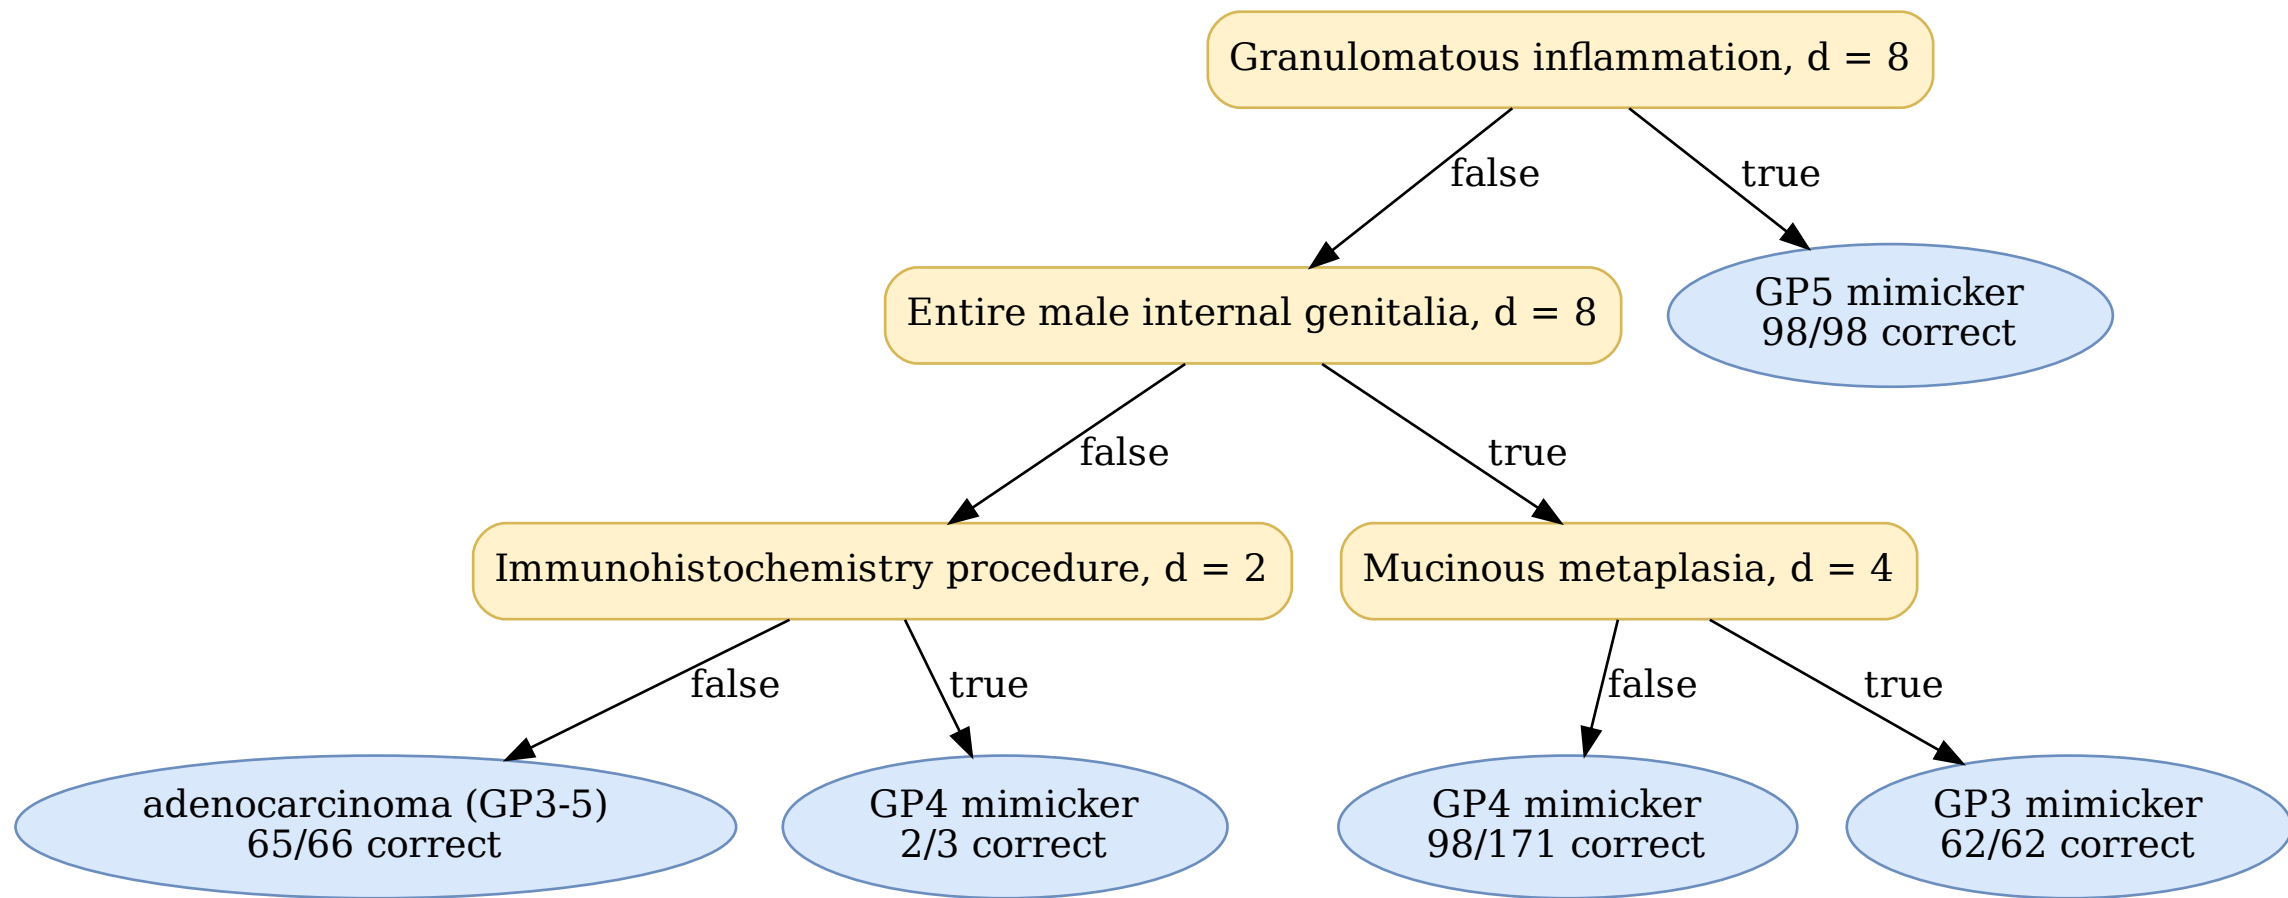 Granulomatous inflammation, d = 8
false
true
Entire male internal genitalia, d = 8
GP5 mimicker
98/98 correct
false
true
Immunohistochemistry procedure, d = 2
Mucinous metaplasia, d = 4
false
true
false
true
adenocarcinoma (GP3-5)
65/66 correct
GP4 mimicker
2/3 correct
GP4 mimicker
98/171 correct
GP3 mimicker
62/62 correct